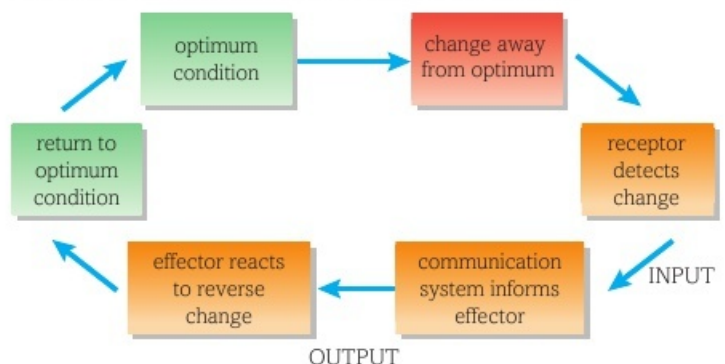 optimum
condition
change away
from optimum
receptor
detects
change
INPUT
communication
system informs
effector
OUTPUT
effector reacts
to reverse
change
return to
optimum
condition